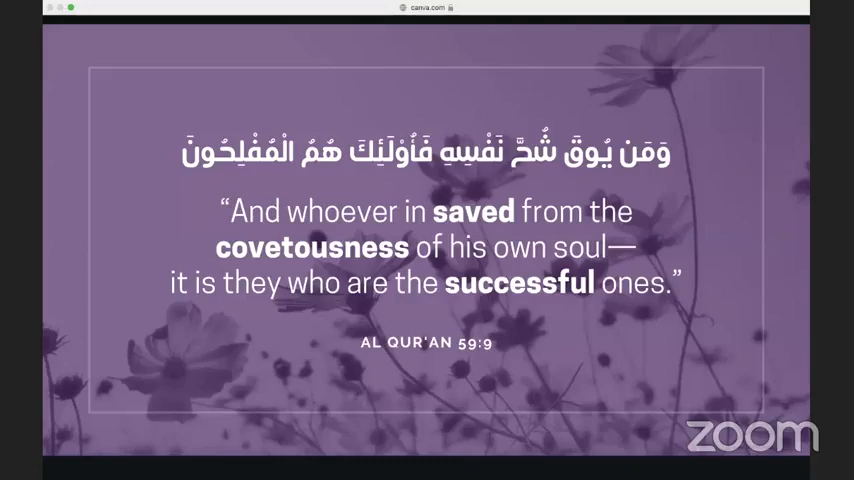 canva.com
وَمَن يُوقَ شُحَّ نَفْسِهِ فَأُوْلَئِكَ هُمُ الْمُفْلِحُونَ
“And whoever in saved from the
covetousness of his own soul—
it is they who are the successful ones.”
AL QUR'AN 59:9
zoom